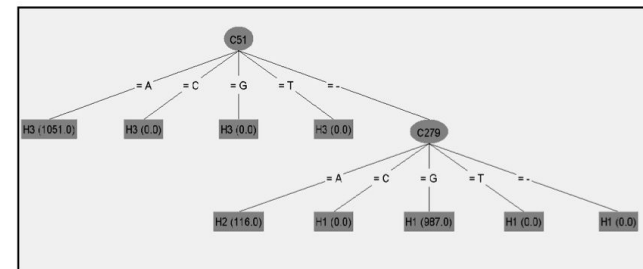 C51
= A = C = G = T = -
H3 (1051.0) H3 (0.0) H3 (0.0) H3 (0.0) C279
= A = C = G = T = -
H2 (116.0) H1 (0.0) H1 (987.0) H1 (0.0) H1 (0.0)